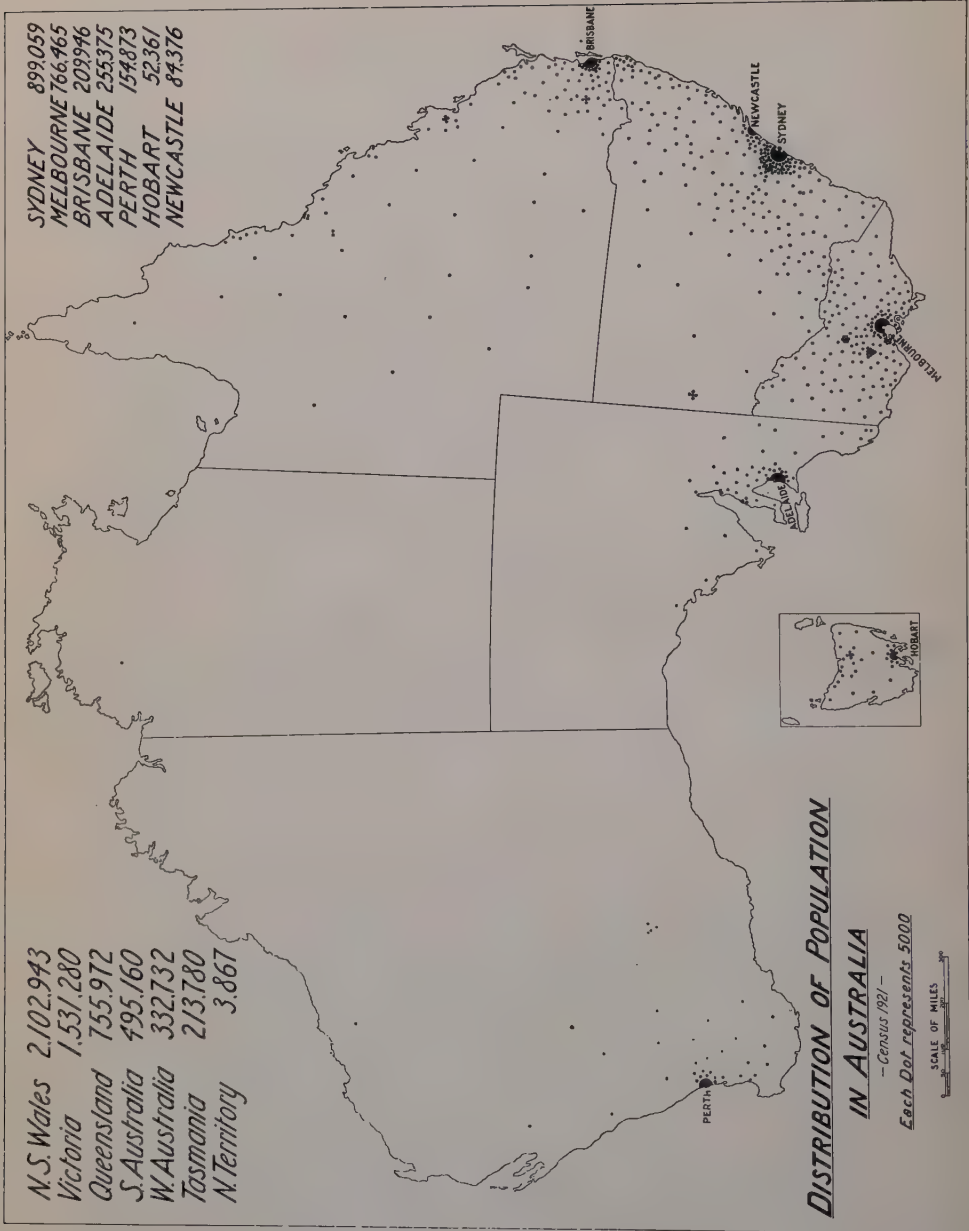 N.S. Wales 2.102.943
Victoria 1.531.280
Queensland 755.972
S. Australia 495.160
W. Australia 332.732
Tasmania 213.780
N. Territory 3.867
SYDNEY 899.059
MELBOURNE 766.465
BRISBANE 209.946
ADELAIDE 255.375
PERTH 154.873
HOBART 52.361
NEWCASTLE 84.376
BRISBANE
NEWCASTLE
SYDNEY
MELBOURNE
ADELAIDE
HOBART
PERTH
DISTRIBUTION OF POPULATION
IN AUSTRALIA
- Census 1921 -
Each Dot represents 5000
SCALE OF MILES